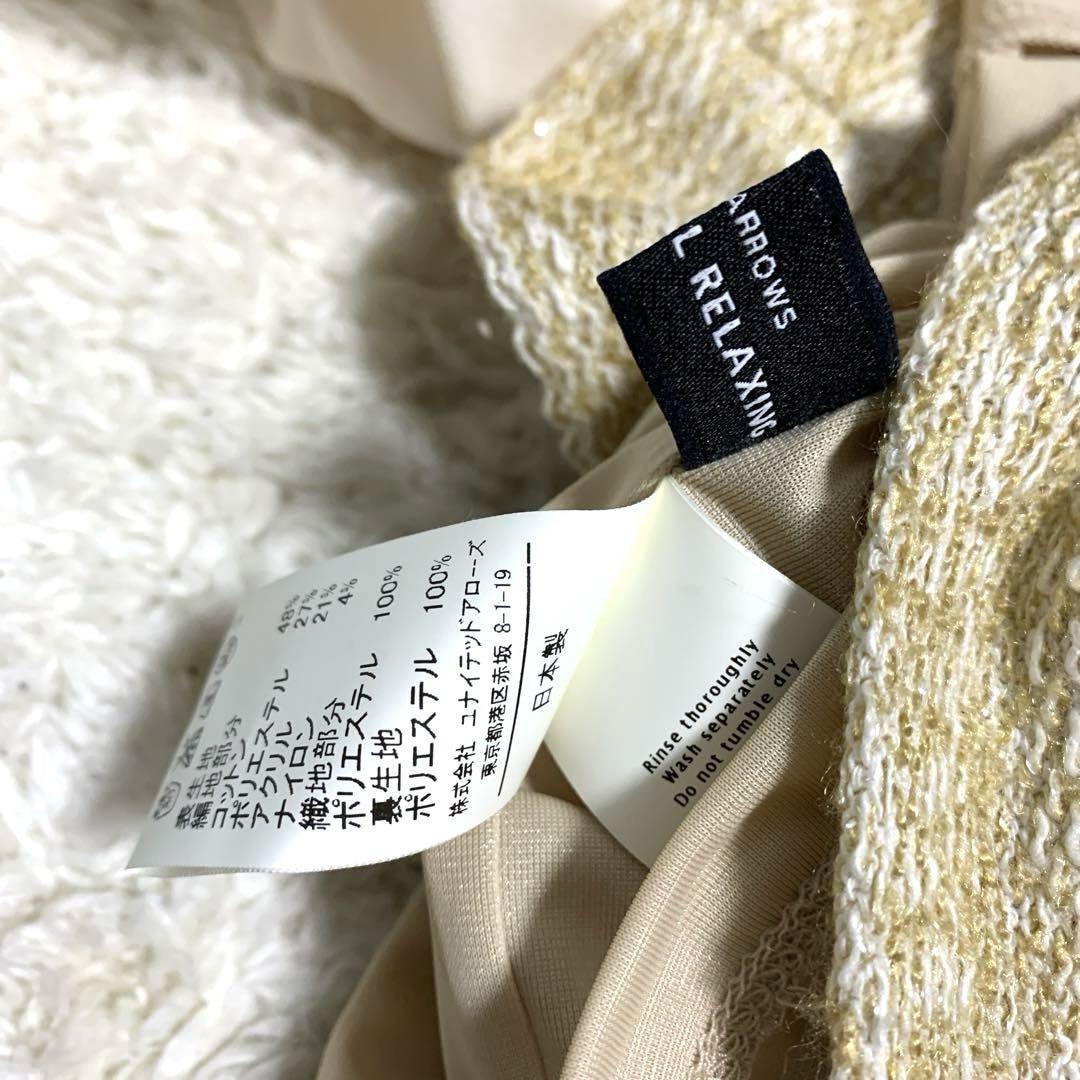 ARROWS
L RELAXING
表生地
編地部分
コットン 48%
ポリエステル 27%
アクリル 21%
ナイロン 4%
織地部分
ポリエステル 100%
裏生地
ポリエステル 100%
株式会社 ユナイテッドアローズ
東京都港区赤坂 8-1-19
日本製
Rinse thoroughly
Wash separately
Do not tumble dry